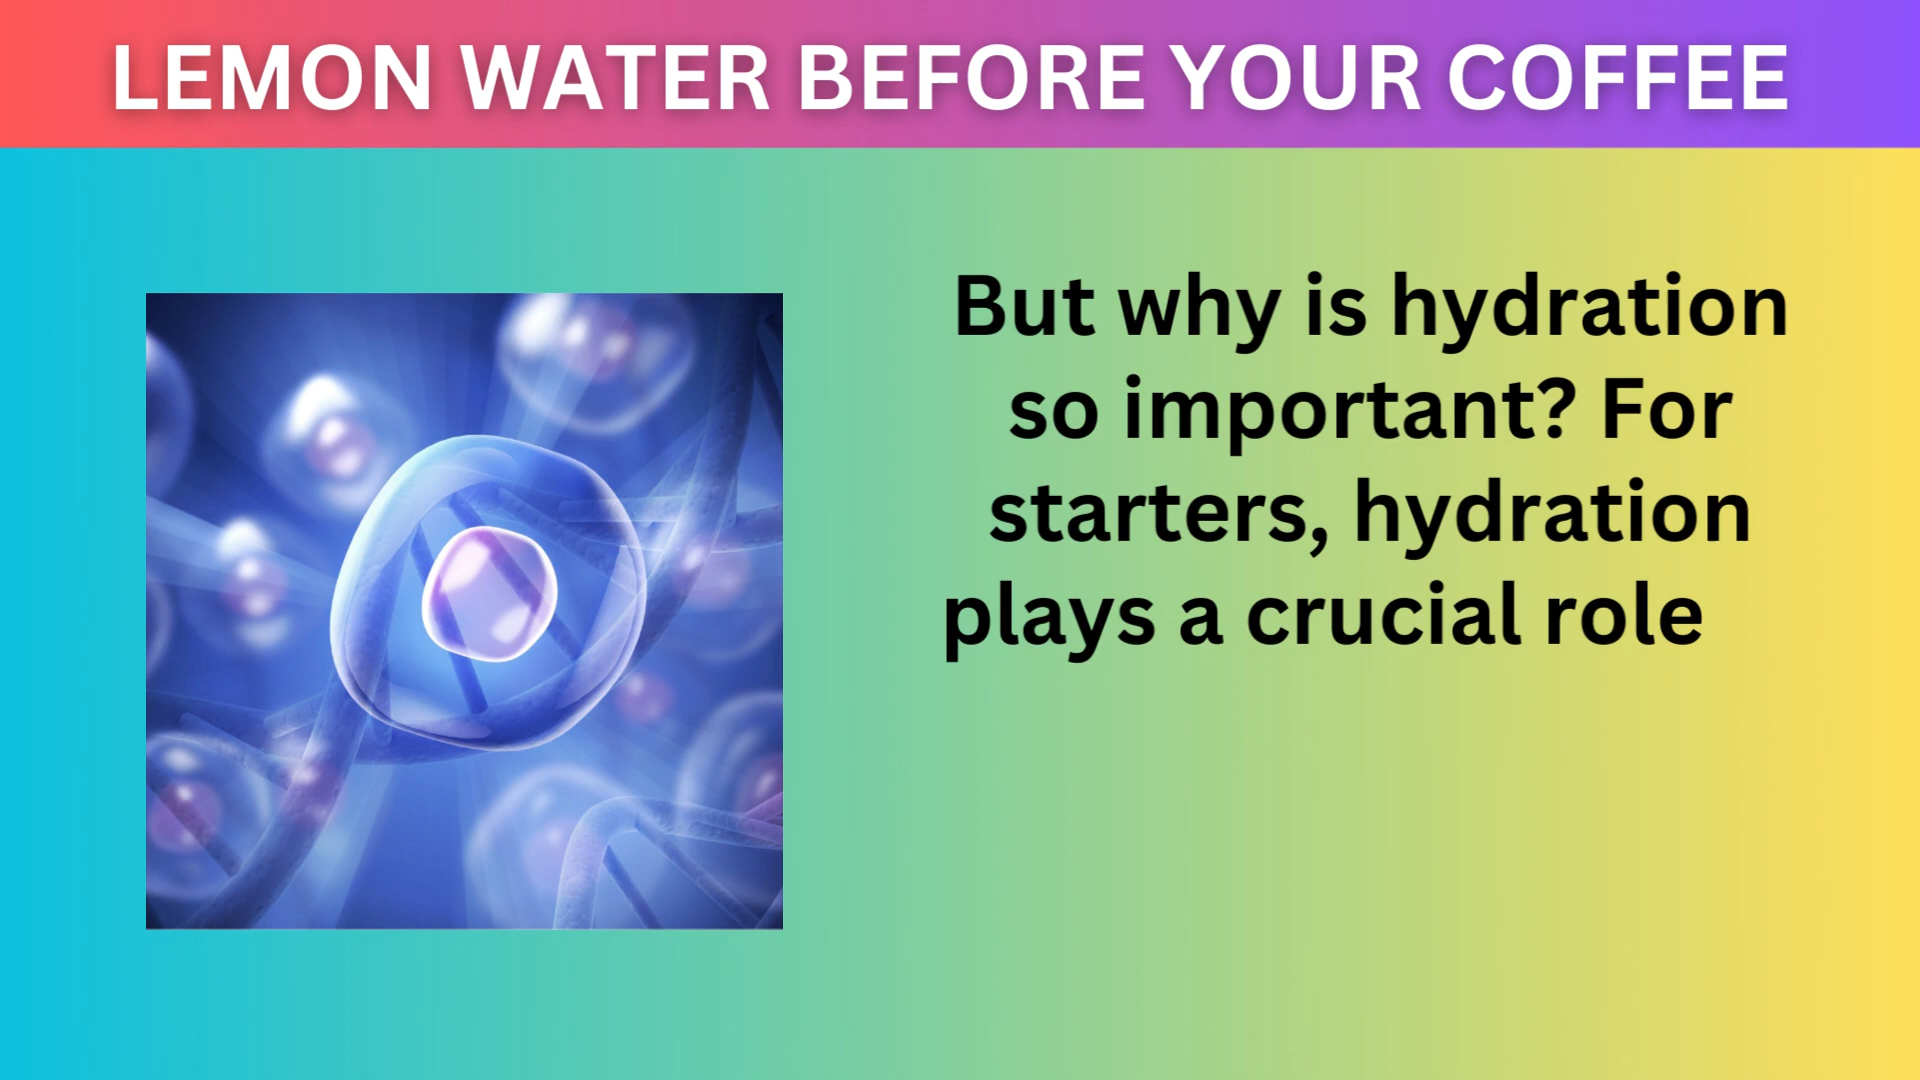 LEMON WATER BEFORE YOUR COFFEE
But why is hydration
so important? For
starters, hydration
plays a crucial role